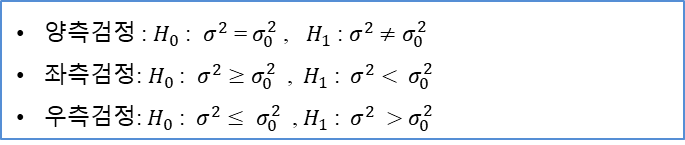 • 양측검정 : 𝐻₀ : 𝜎² = 𝜎₀² , 𝐻₁ : 𝜎² ≠ 𝜎₀²
• 좌측검정: 𝐻₀ : 𝜎² ≥ 𝜎₀² , 𝐻₁ : 𝜎² < 𝜎₀²
• 우측검정: 𝐻₀ : 𝜎² ≤ 𝜎₀² , 𝐻₁ : 𝜎² > 𝜎₀²